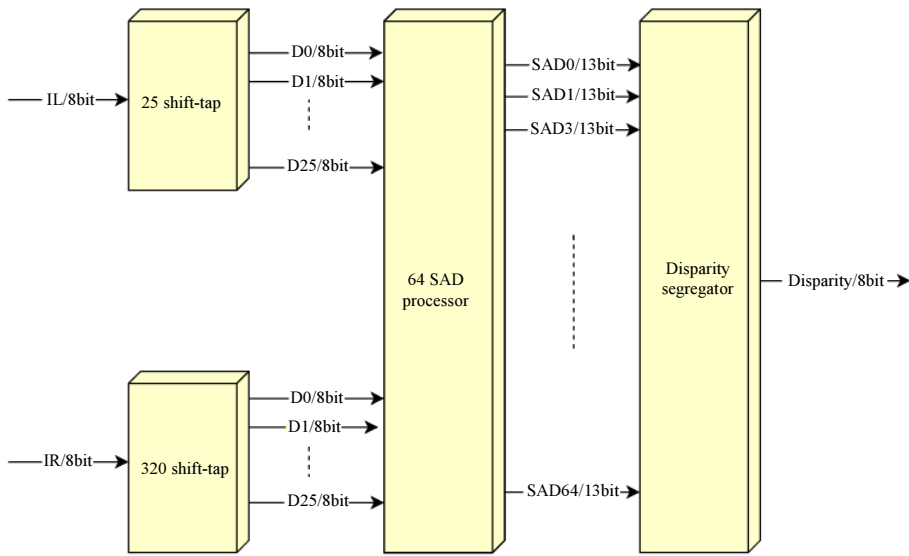 D0/8bit
D1/8bit
IL/8bit
25 shift-tap
D25/8bit
SAD0/13bit
SAD1/13bit
SAD3/13bit
64 SAD
processor
Disparity
segregator
Disparity/8bit
D0/8bit
D1/8bit
IR/8bit
320 shift-tap
D25/8bit
SAD64/13bit